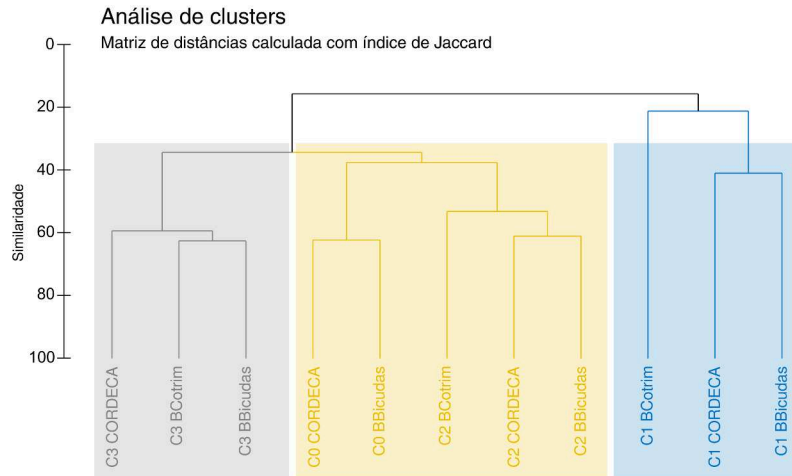 Análise de clusters
Matriz de distâncias calculada com índice de Jaccard
Similaridade
0
20
40
60
80
100
C3 CORDECA
C3 BCotrim
C3 BBicudas
C0 CORDECA
C0 BBicudas
C2 BCotrim
C2 CORDECA
C2 BBicudas
C1 BCotrim
C1 CORDECA
C1 BBicudas